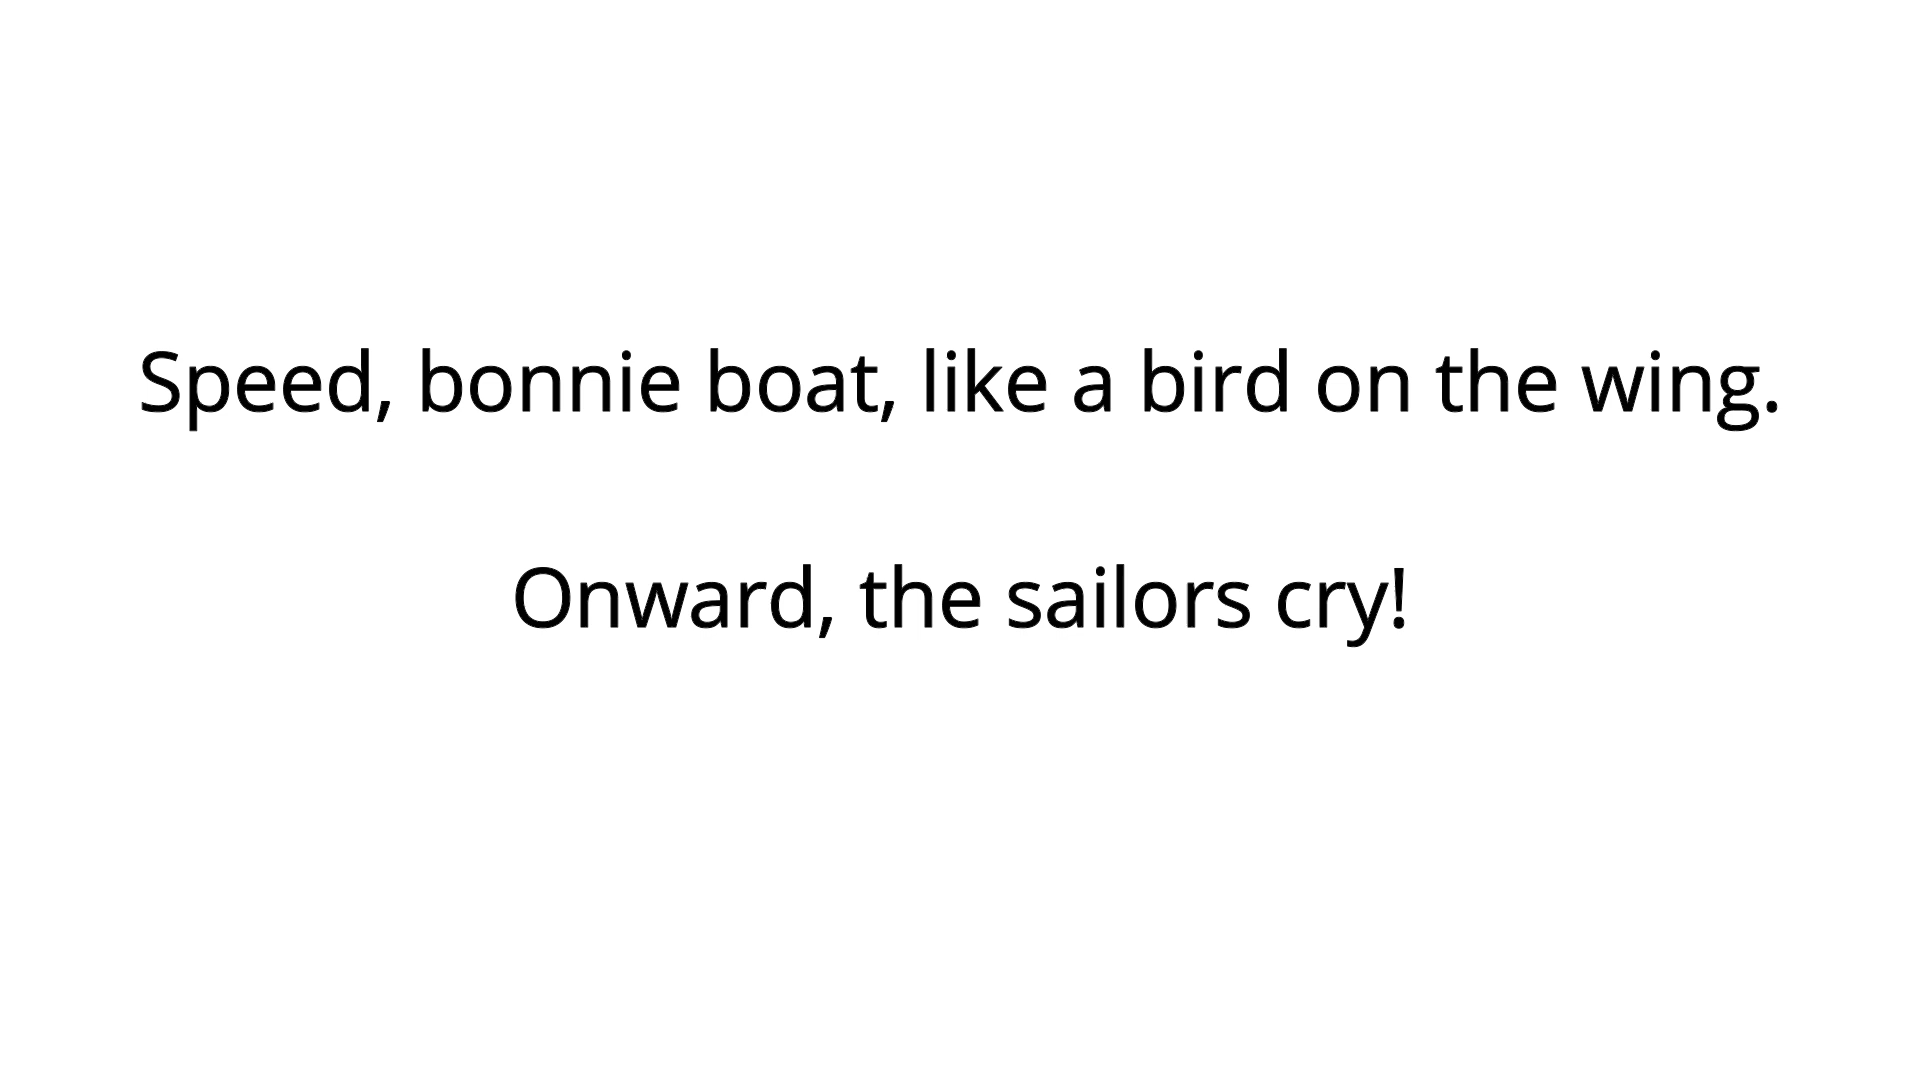 Speed, bonnie boat, like a bird on the wing.
Onward, the sailors cry!